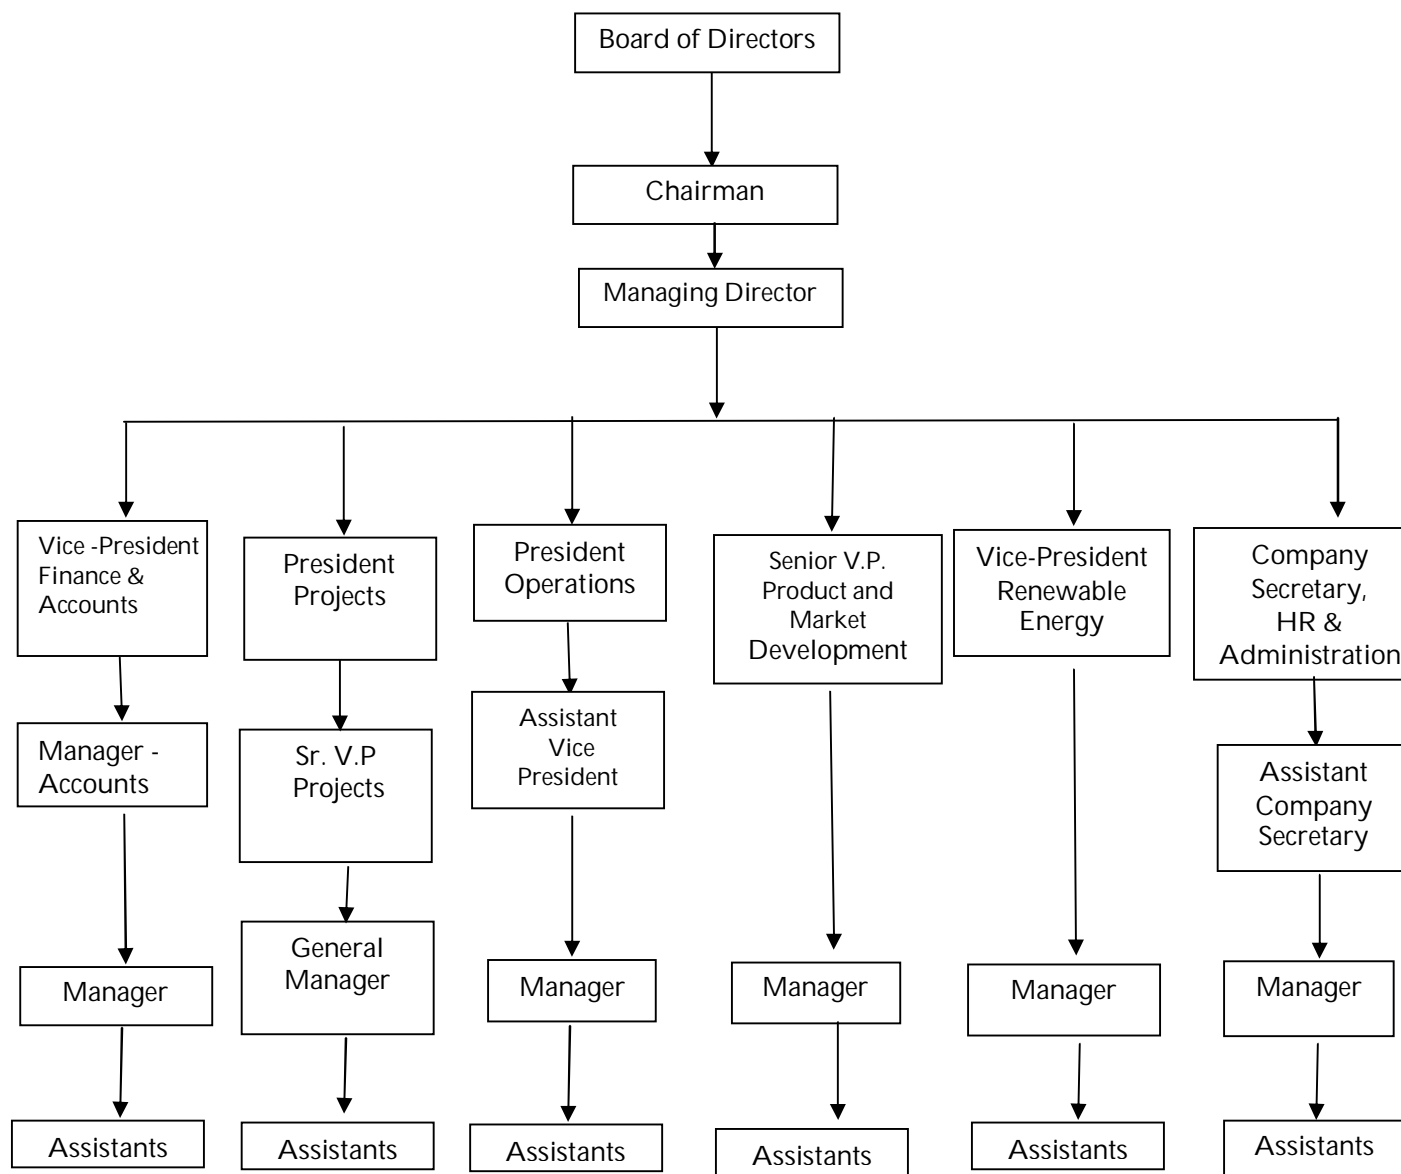 Board of Directors
Chairman
Managing Director
Vice -President
Finance &
Accounts
President
Projects
President
Operations
Senior V.P.
Product and
Market
Development
Vice-President
Renewable
Energy
Company
Secretary,
HR &
Administration
Manager -
Accounts
Sr. V.P
Projects
Assistant
Vice
President
Assistant
Company
Secretary
Manager
General
Manager
Manager
Manager
Manager
Manager
Assistants
Assistants
Assistants
Assistants
Assistants
Assistants